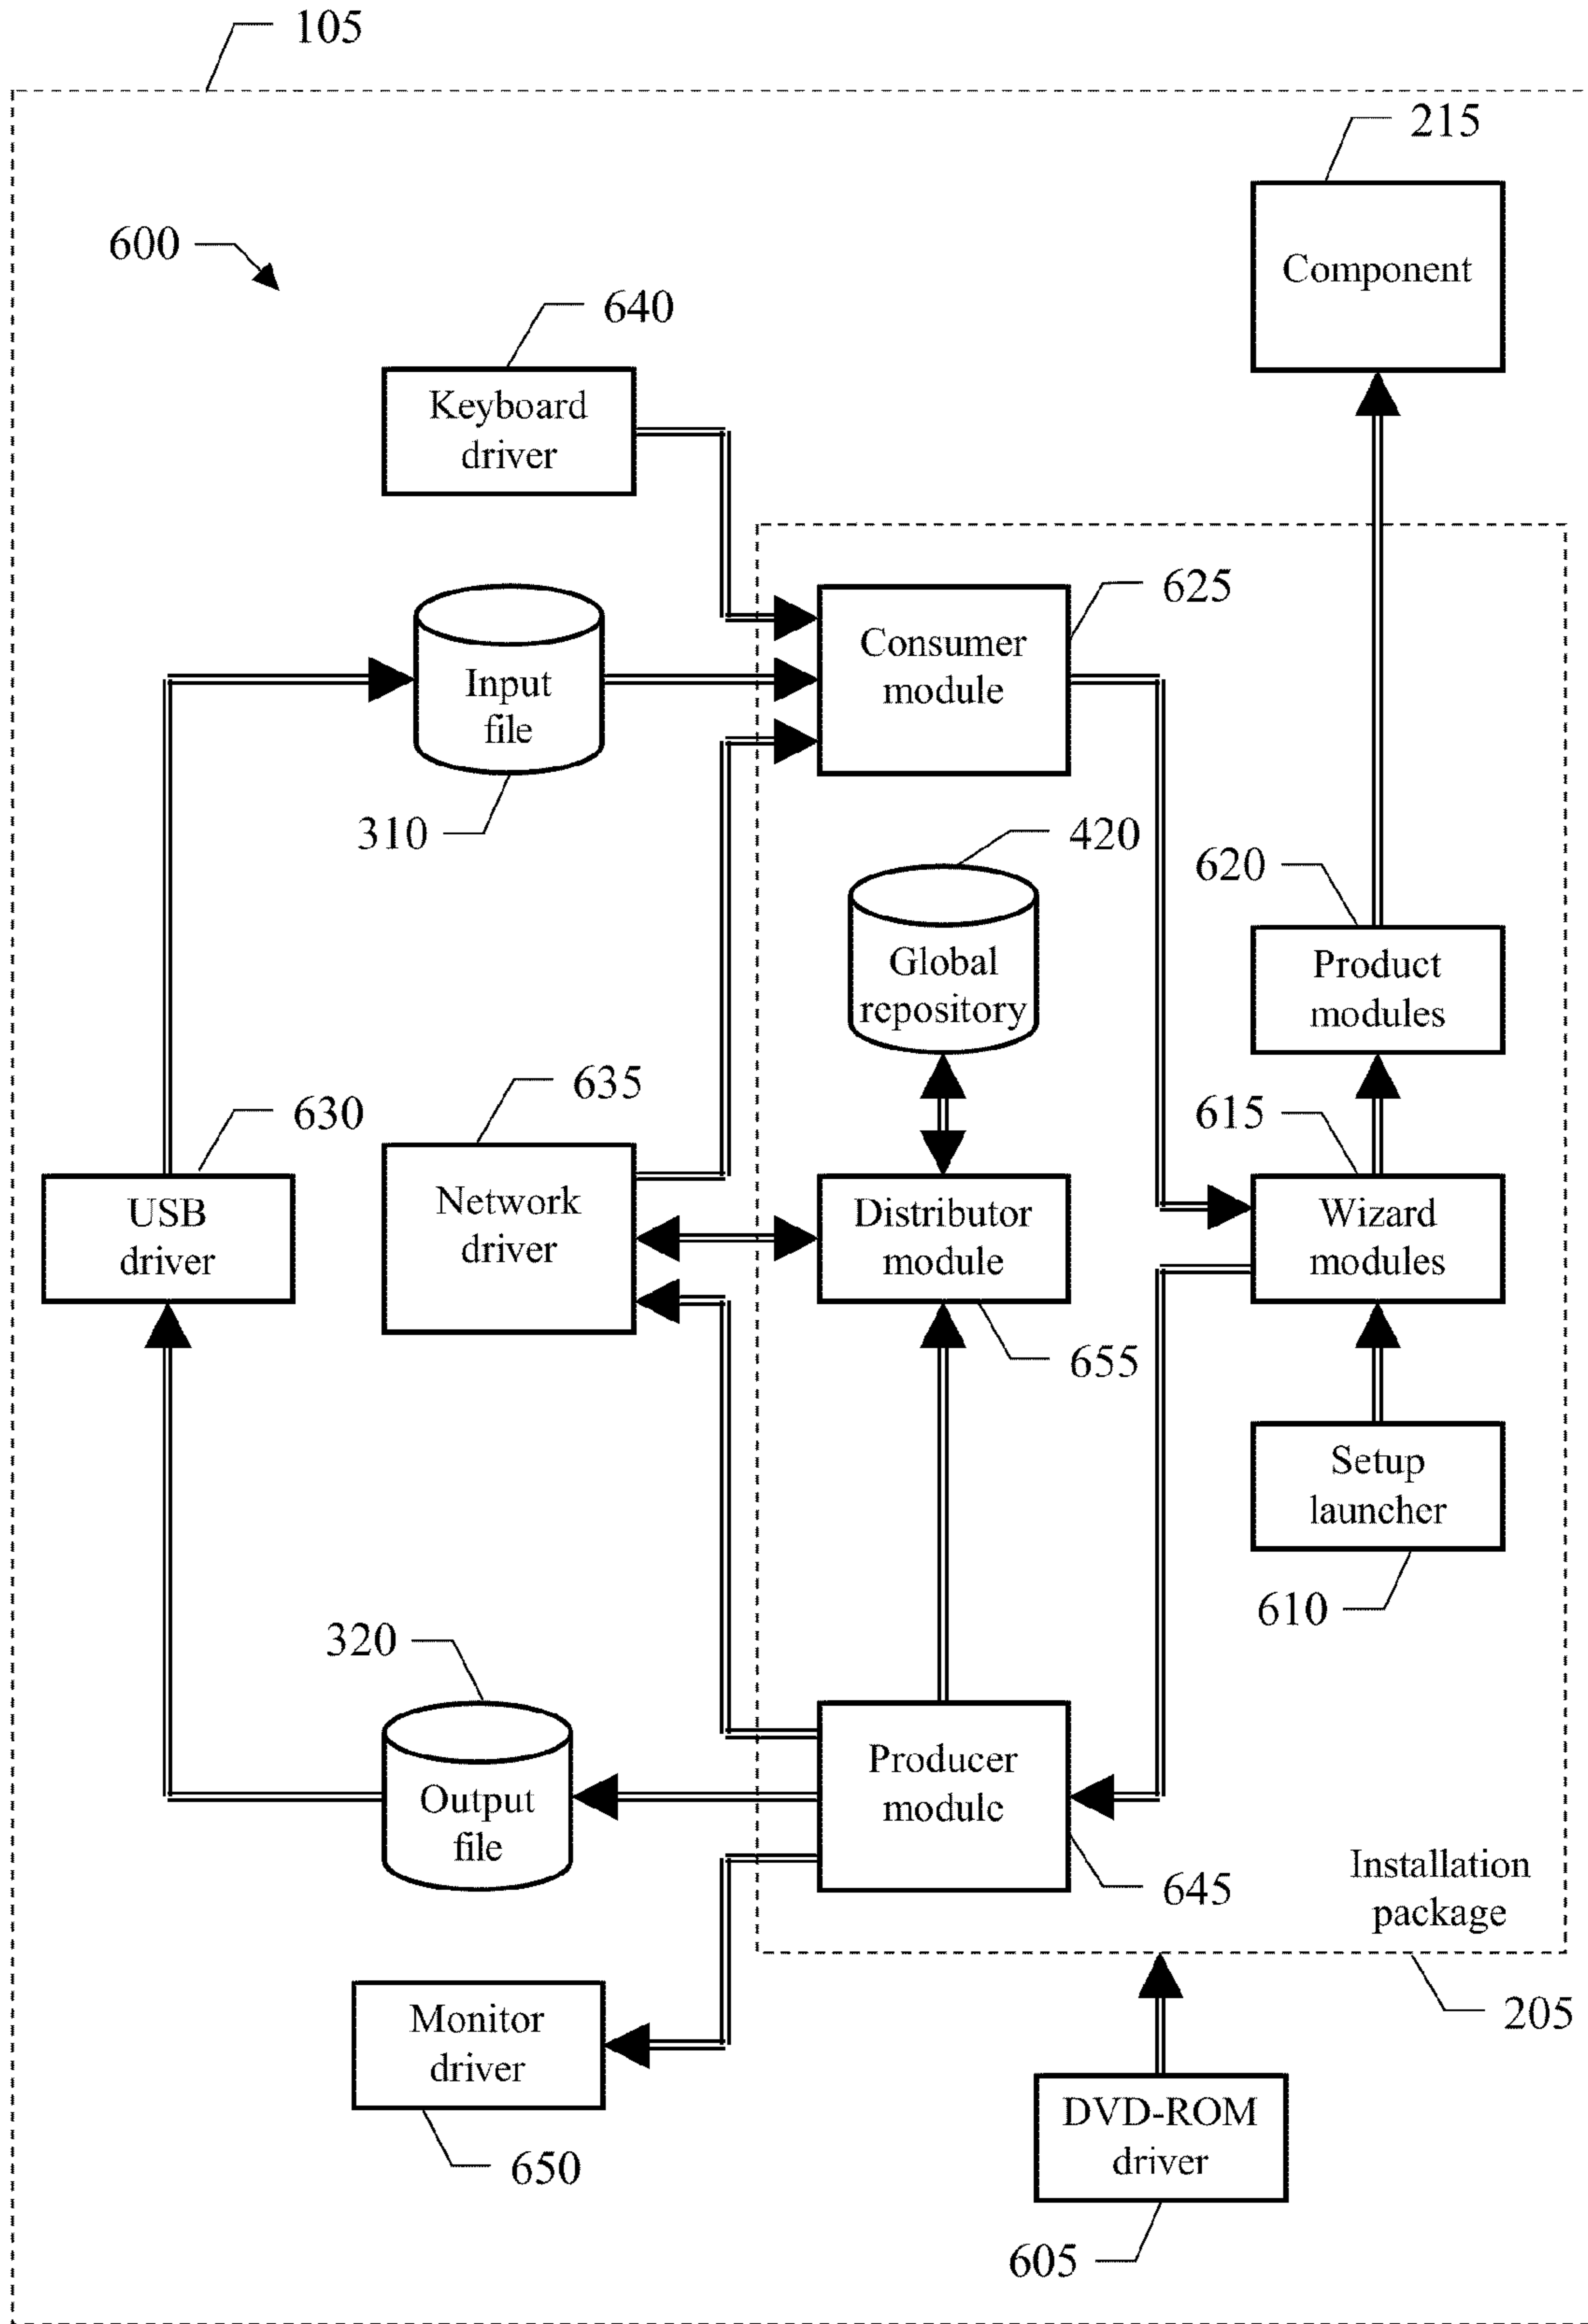 105
215
Component
600
640
Keyboard
driver
625
Consumer
module
Input
file
310
420
Global
repository
620
Product
modules
635
Network
driver
630
USB
driver
Distributor
module
655
615
Wizard
modules
Setup
launcher
610
320
Output
file
Producer
module
645
Installation
package
205
Monitor
driver
650
DVD-ROM
driver
605